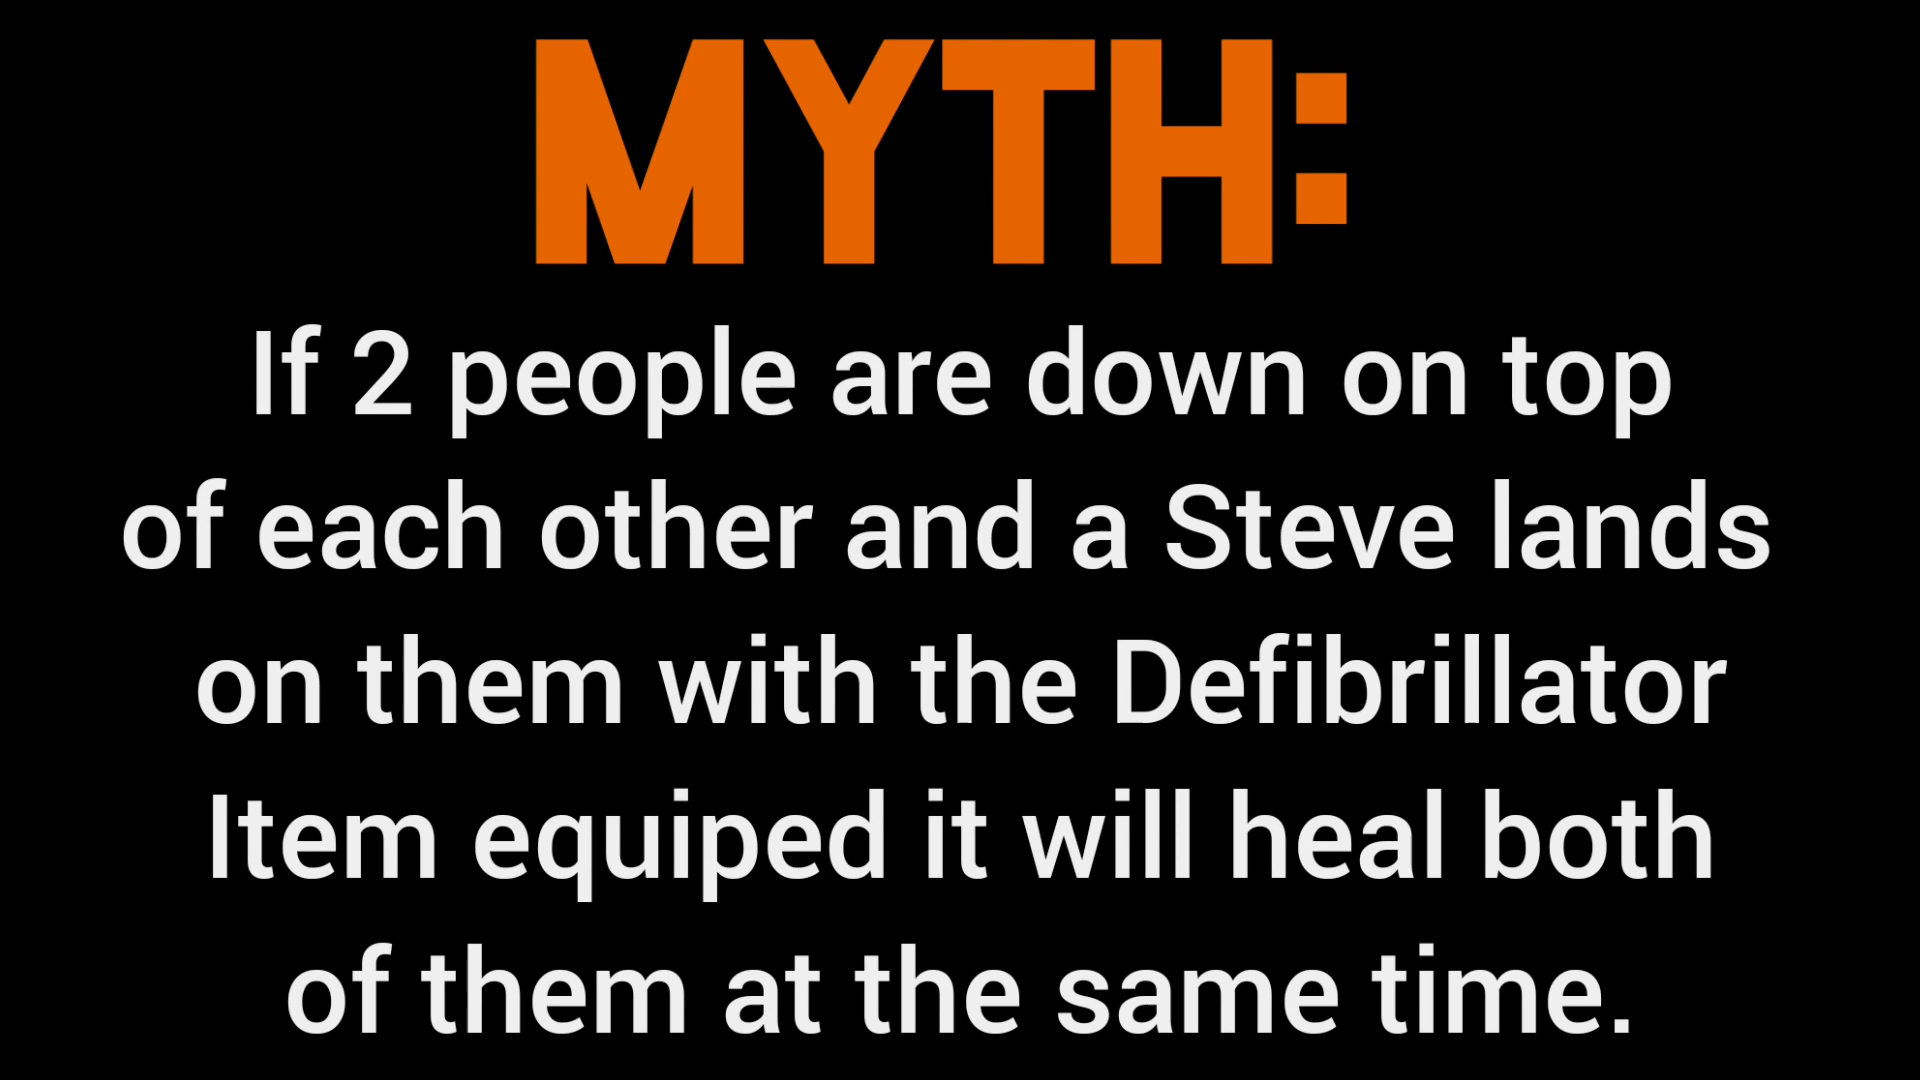 MYTH:
If 2 people are down on top
of each other and a Steve lands
on them with the Defibrillator
Item equiped it will heal both
of them at the same time.